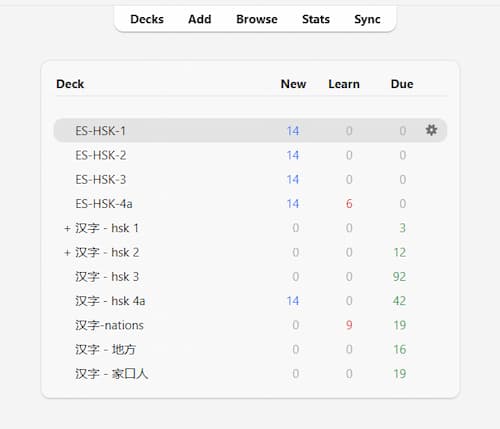 Decks Add Browse Stats Sync
Deck New Learn Due
ES-HSK-1 14 0 0
ES-HSK-2 14 0 0
ES-HSK-3 14 0 0
ES-HSK-4a 14 6 0
+ 汉字 - hsk 1 0 0 3
+ 汉字 - hsk 2 0 0 12
汉字 - hsk 3 0 0 92
汉字 - hsk 4a 14 0 42
汉字-nations 0 9 19
汉字 - 地方 0 0 16
汉字 - 家口人 0 0 19